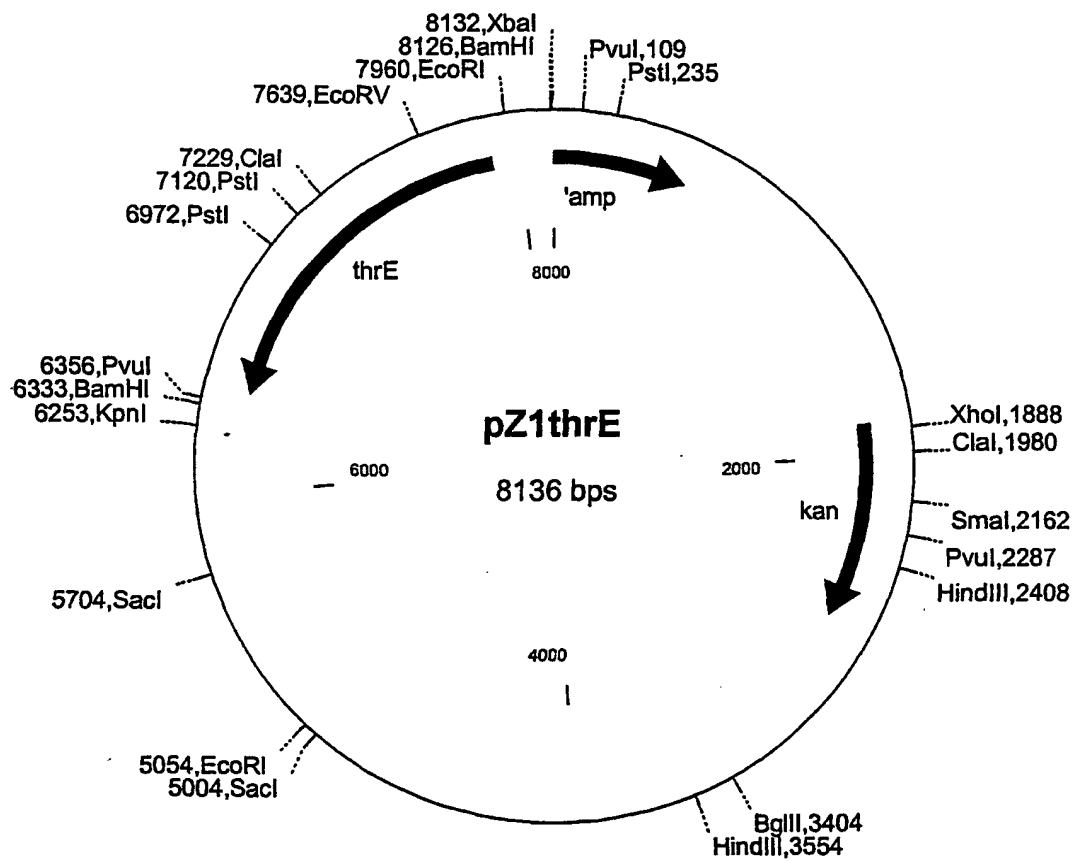 8132,XbaI
8126,BamHI
7960,EcoRI
7639,EcoRV
PvuI,109
PstI,235
7229,ClaI
7120,PstI
6972,PstI
'amp
thrE
8000
6356,PvuI
6333,BamHI
6253,KpnI
pZ1thrE
8136 bps
6000
2000
kan
XhoI,1888
ClaI,1980
SmaI,2162
PvuI,2287
HindIII,2408
5704,SacI
4000
5054,EcoRI
5004,SacI
BglII,3404
HindIII,3554